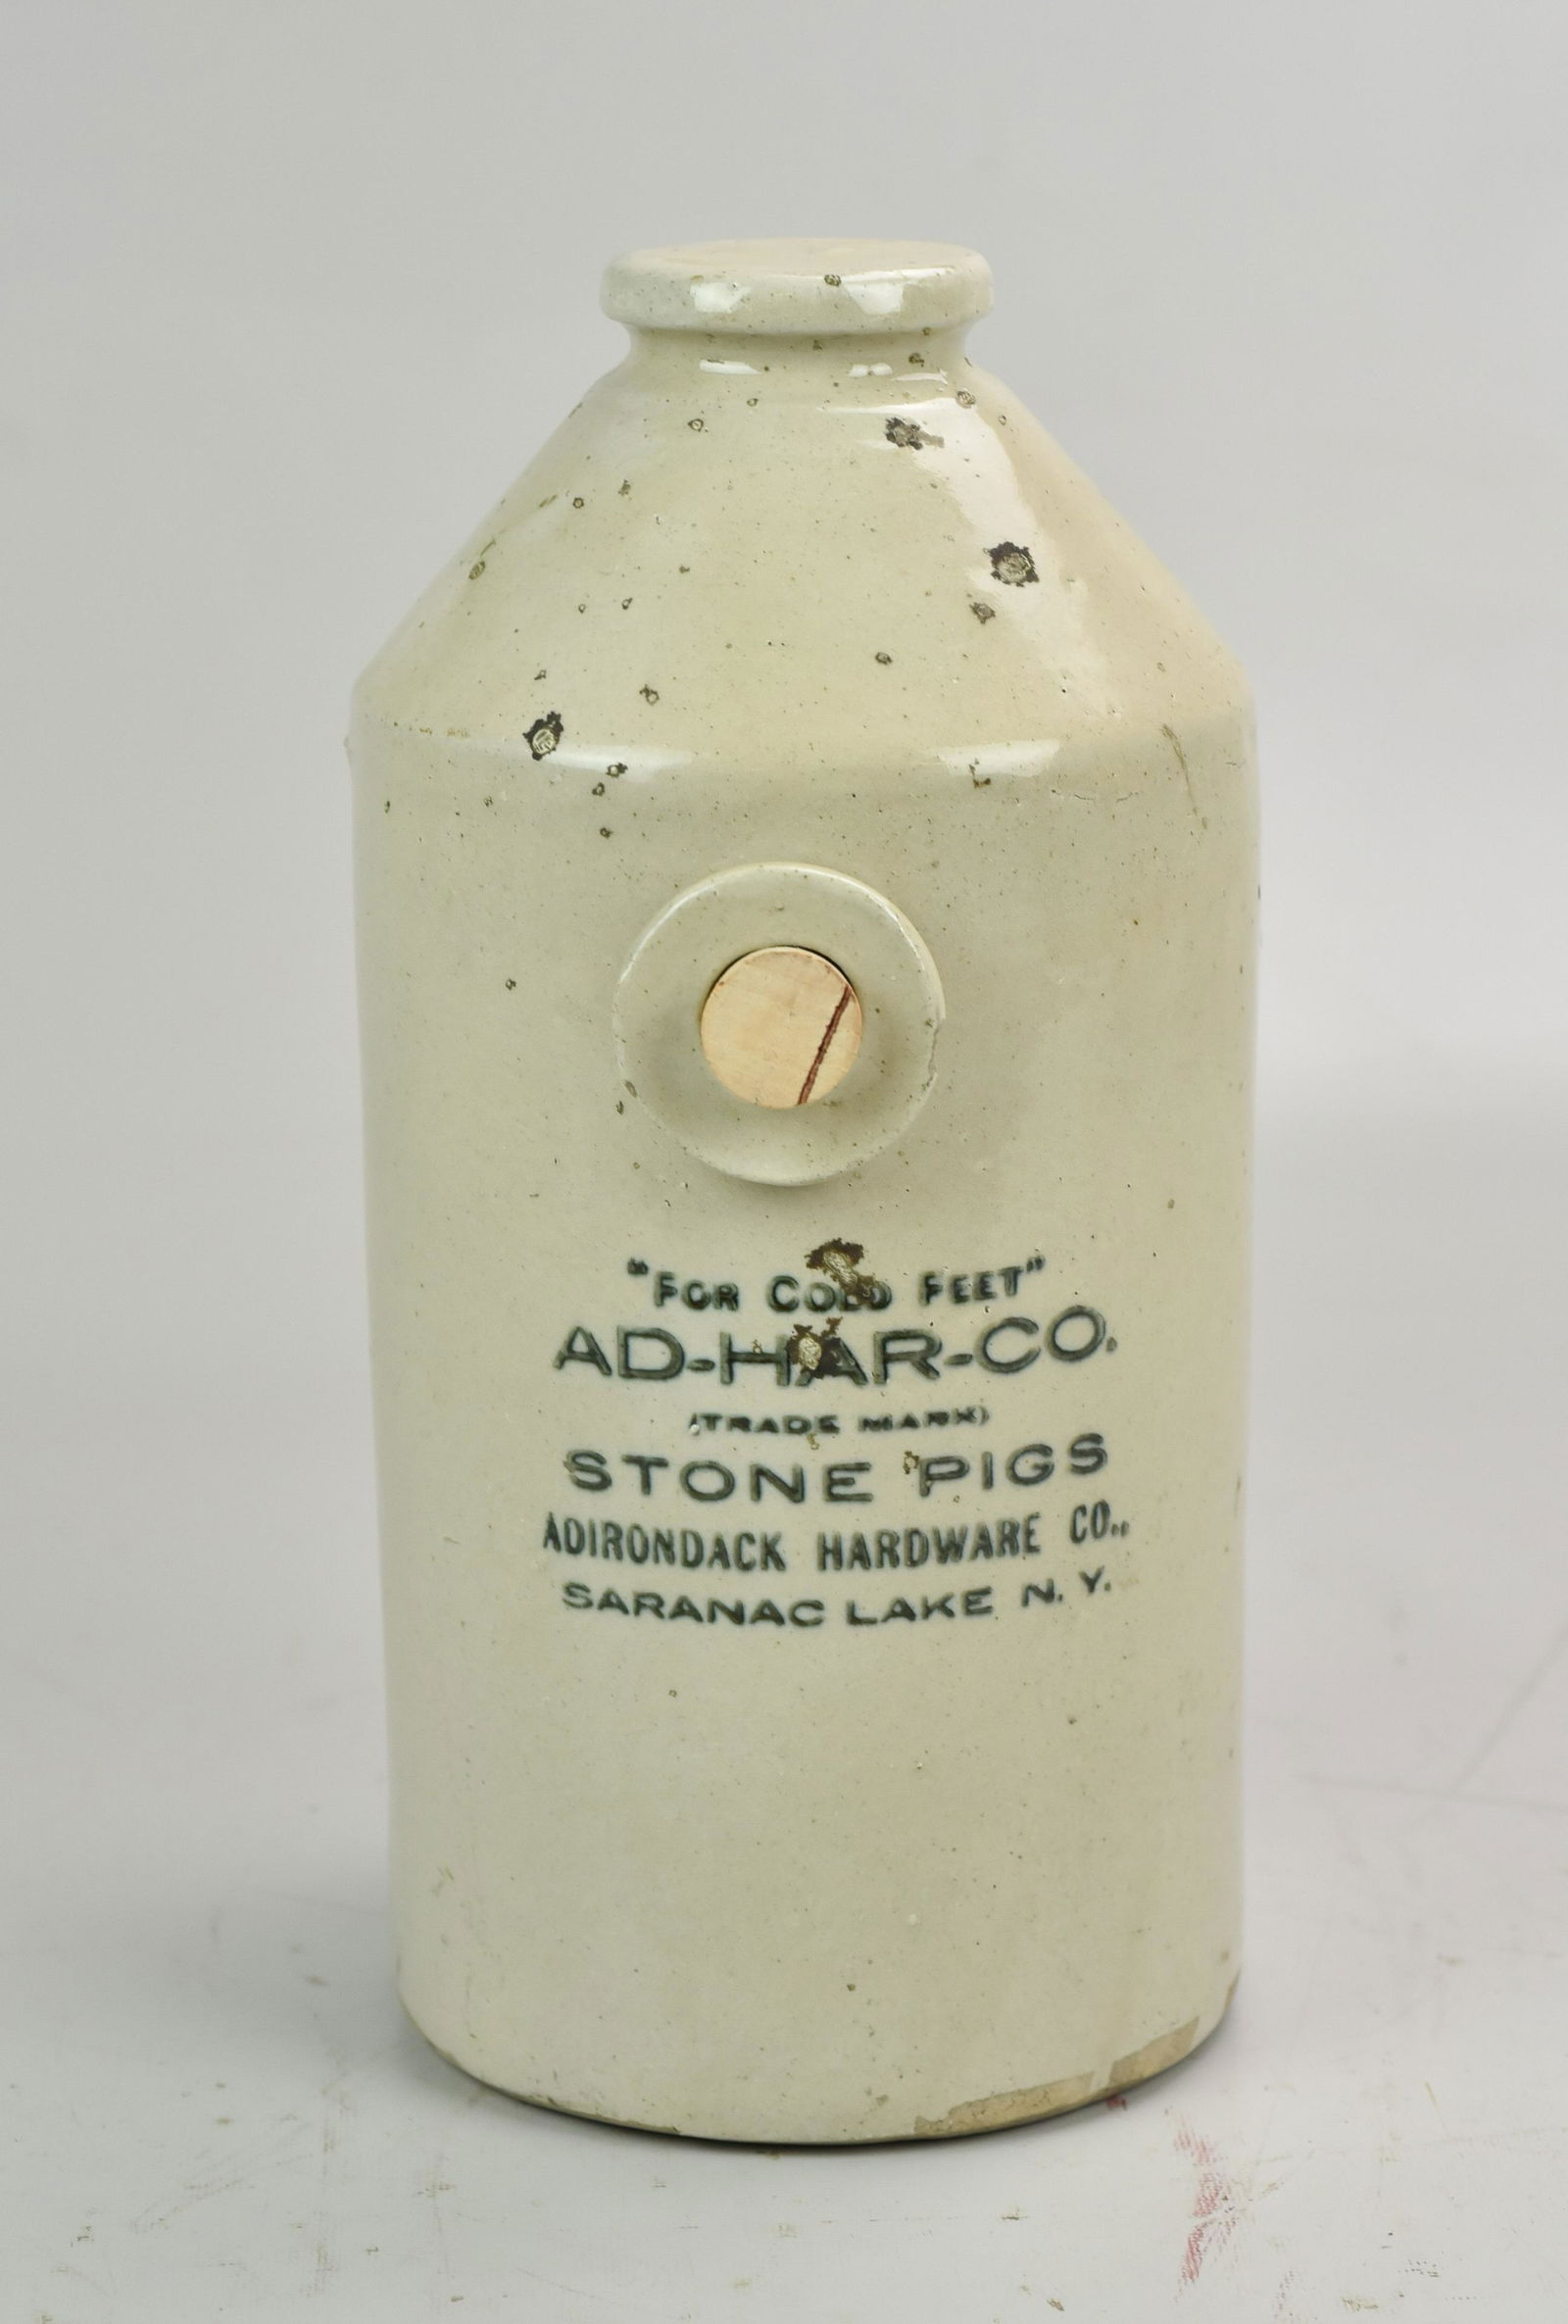 "FOR COLD FEET"
AD-HAR-CO.
(TRADE MARK)
STONE PIGS
ADIRONDACK HARDWARE CO.,
SARANAC LAKE N. Y.